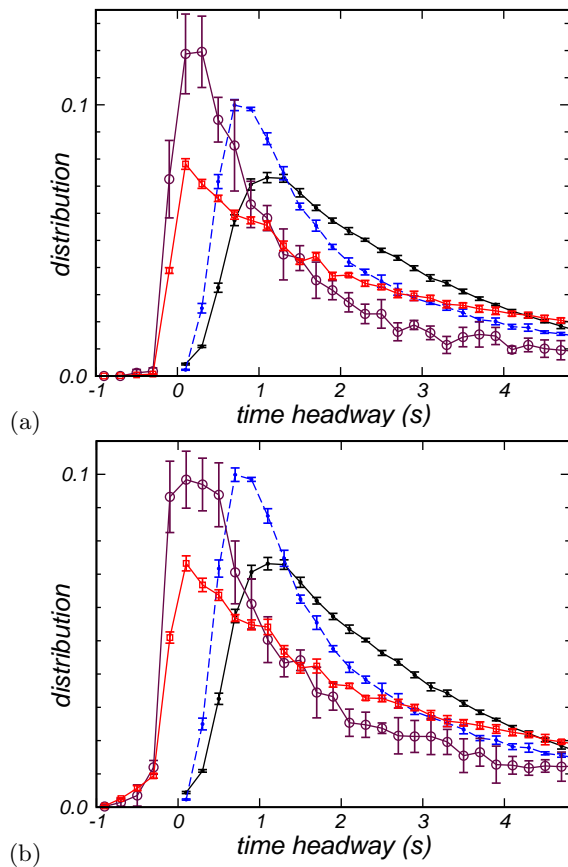 0.1
distribution
0.0
-1 0 1 2 3 4
time headway (s)
(a)
0.1
distribution
0.0
-1 0 1 2 3 4
time headway (s)
(b)